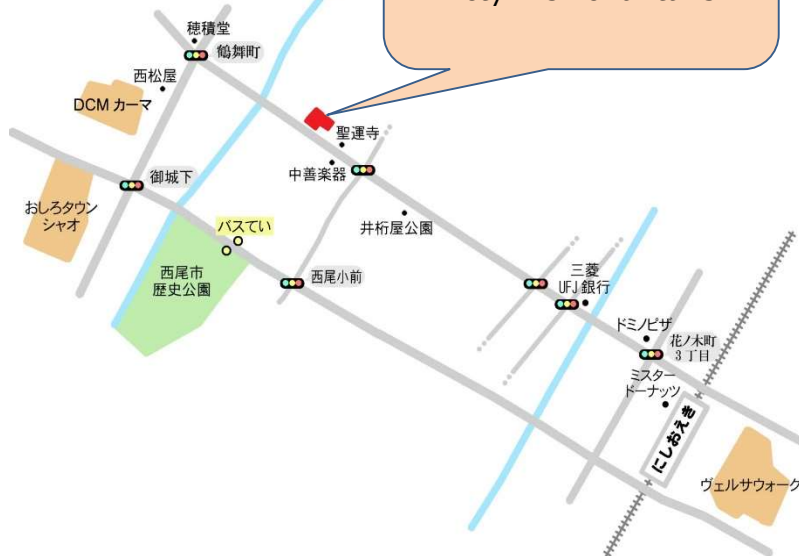 穂積堂
鶴舞町
西松屋
DCM カーマ
聖運寺
中善楽器
御城下
おしろタウン
シャオ
バスてい
井桁屋公園
西尾市
歴史公園
西尾小前
三菱
UFJ 銀行
ドミノピザ
花ノ木町
3丁目
ミスター
ドーナッツ
にしおえき
ヴェルサウォーク